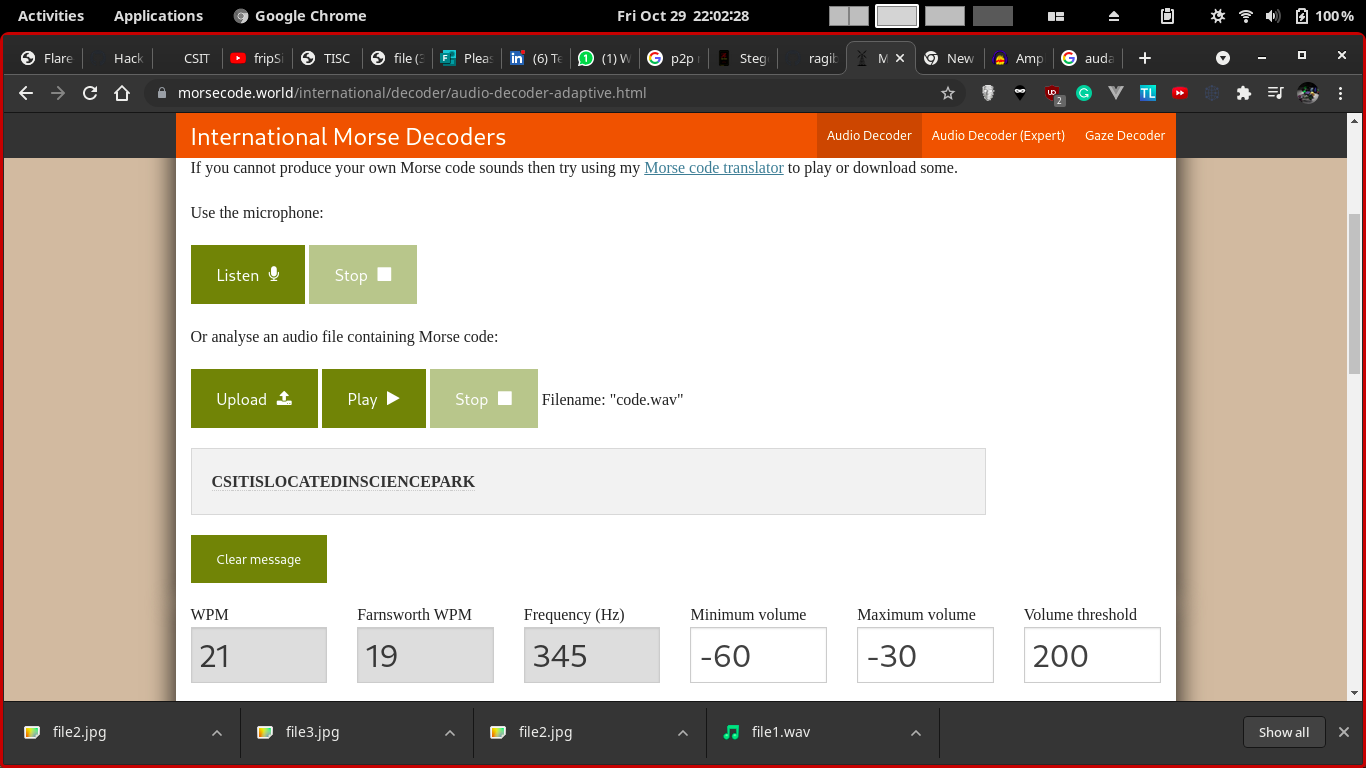 Activities Applications Google Chrome Fri Oct 29 22:02:28 100%
Flare Hack CSIT fripSi TISC file (3 Pleas (6) Te (1) W p2p Steg ragib M New Amp auda
morsecode.world/international/decoder/audio-decoder-adaptive.html
International Morse Decoders Audio Decoder Audio Decoder (Expert) Gaze Decoder
If you cannot produce your own Morse code sounds then try using my Morse code translator to play or download some.
Use the microphone:
Listen Stop
Or analyse an audio file containing Morse code:
Upload Play Stop Filename: "code.wav"
CSITISLOCATEDINSCIENCEPARK
Clear message
WPM Farnsworth WPM Frequency (Hz) Minimum volume Maximum volume Volume threshold
21 19 345 -60 -30 200
file2.jpg file3.jpg file2.jpg file1.wav Show all